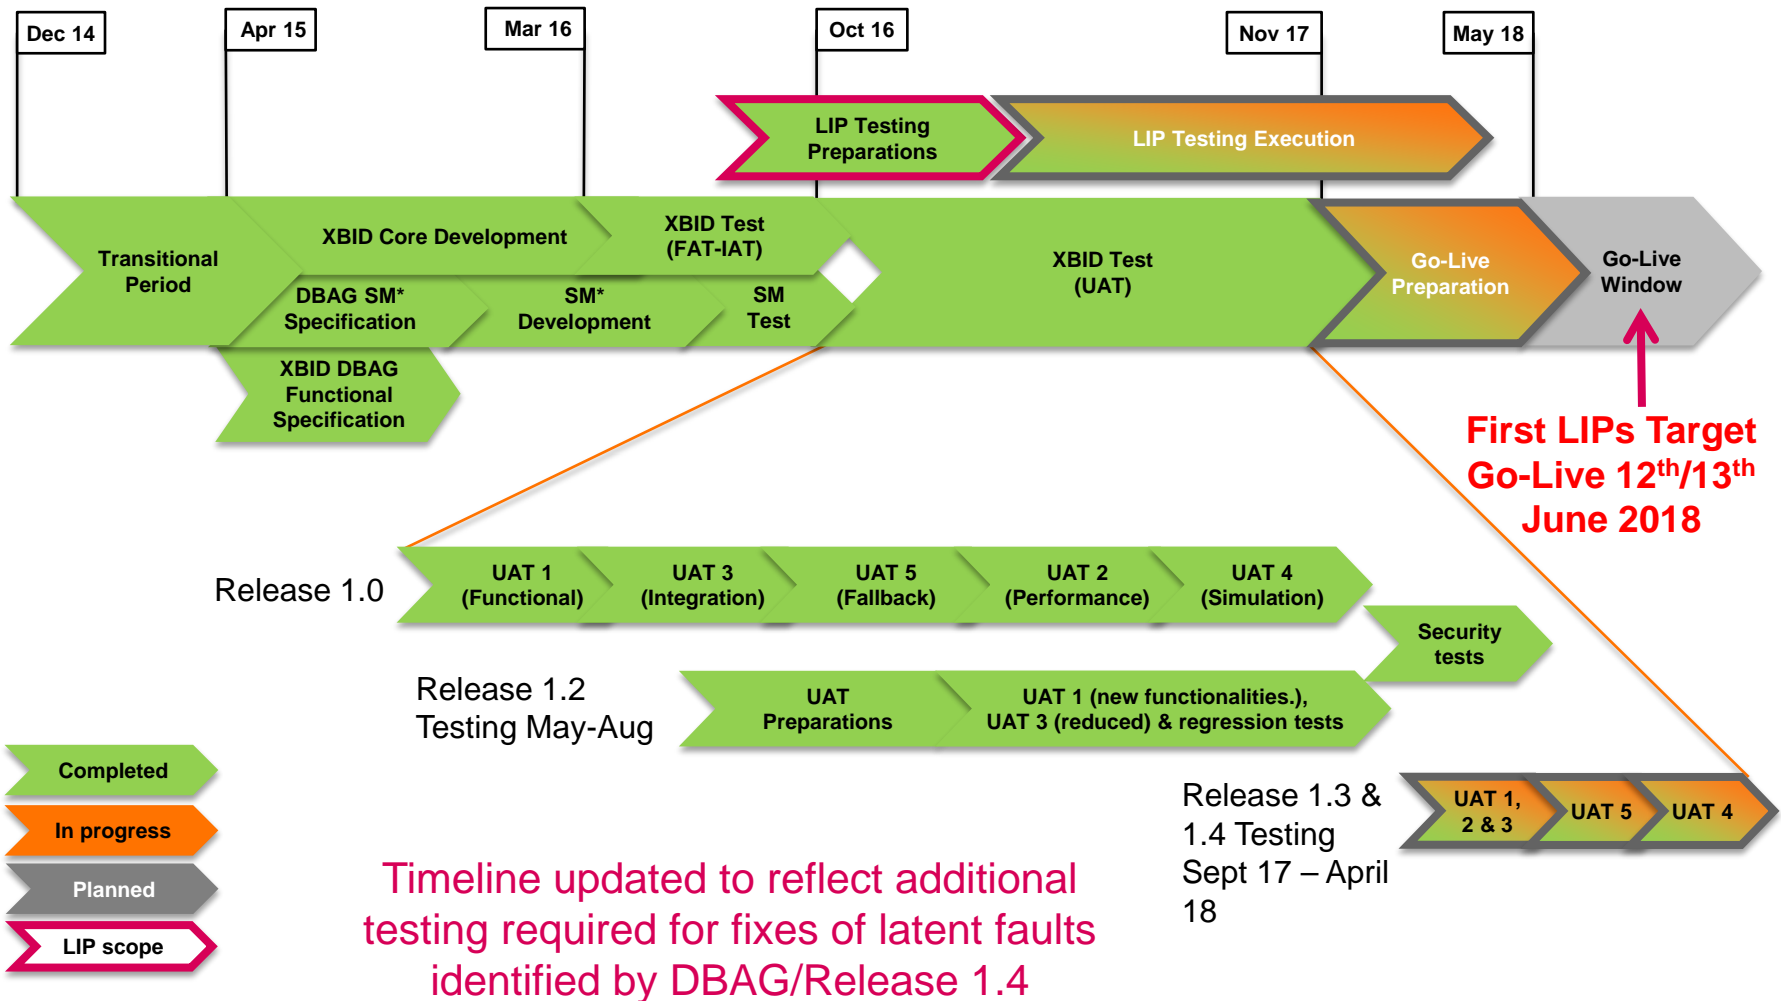 Dec 14
Apr 15
Mar 16
Oct 16
Nov 17
May 18
LIP Testing
Preparations
LIP Testing Execution
Transitional
Period
XBID Core Development
XBID Test
(FAT-IAT)
DBAG SM*
Specification
SM*
Development
SM
Test
XBID DBAG
Functional
Specification
XBID Test
(UAT)
Go-Live
Preparation
Go-Live
Window
First LIPs Target
Go-Live 12th/13th
June 2018
Release 1.0
UAT 1
(Functional)
UAT 3
(Integration)
UAT 5
(Fallback)
UAT 2
(Performance)
UAT 4
(Simulation)
Security
tests
Release 1.2
Testing May-Aug
UAT
Preparations
UAT 1 (new functionalities.),
UAT 3 (reduced) & regression tests
Release 1.3 &
1.4 Testing
Sept 17 – April
18
UAT 1,
2 & 3
UAT 5
UAT 4
Completed
In progress
Planned
LIP scope
Timeline updated to reflect additional
testing required for fixes of latent faults
identified by DBAG/Release 1.4